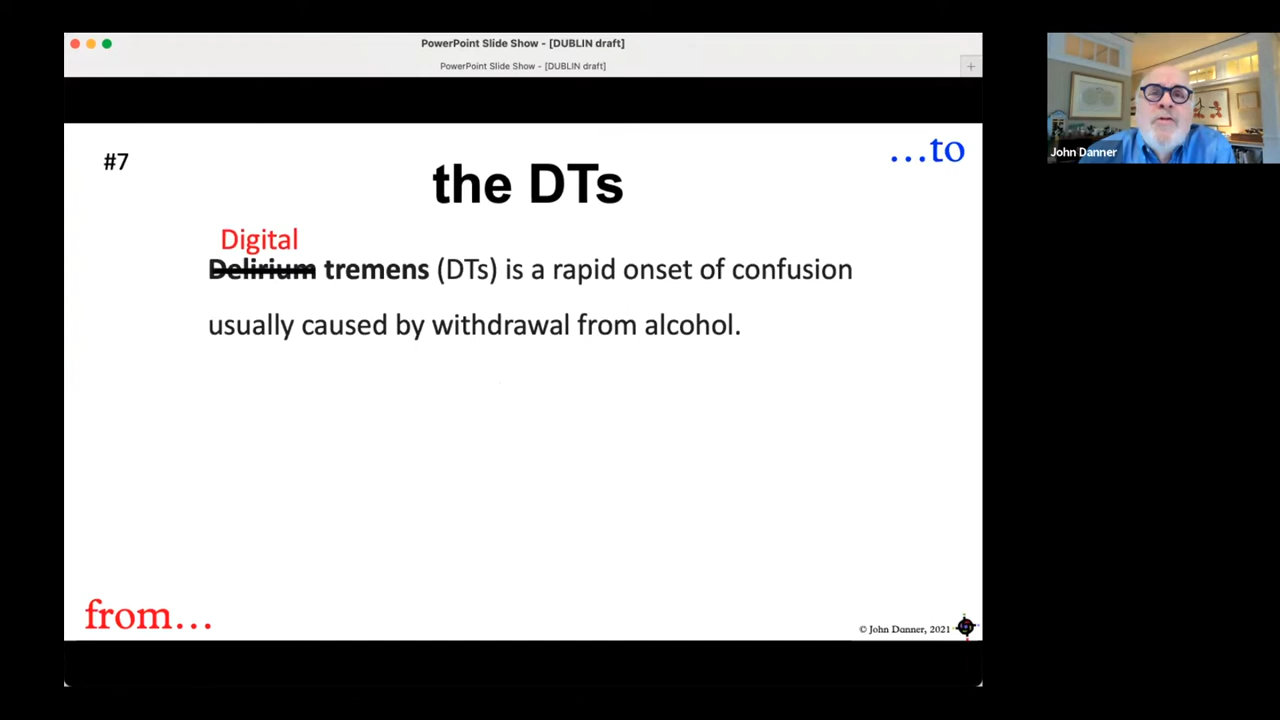 PowerPoint Slide Show - [DUBLIN draft]
PowerPoint Slide Show - [DUBLIN draft]
+
#7
the DTs
…to
Digital
Delirium tremens (DTs) is a rapid onset of confusion
usually caused by withdrawal from alcohol.
from…
© John Danner, 2021
John Danner